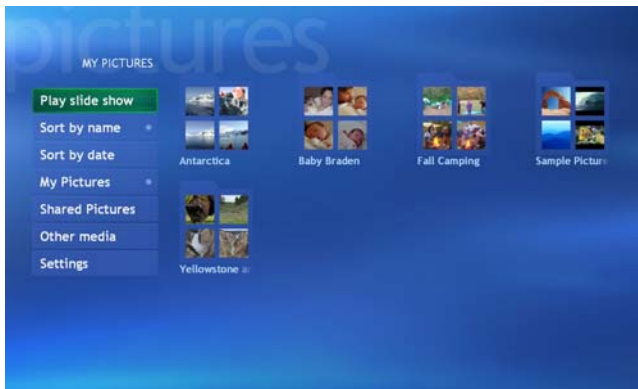 pictures
MY PICTURES
Play slide show
Sort by name
Sort by date
My Pictures
Shared Pictures
Other media
Settings
Antarctica
Baby Braden
Fall Camping
Sample Picture
Yellowstone a